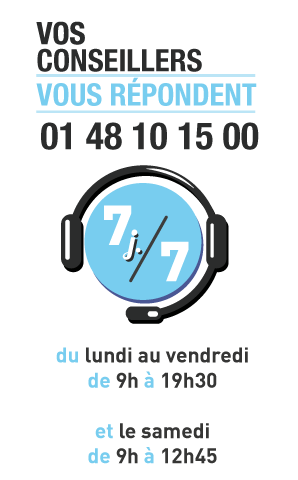 VOS
CONSEILLERS
VOUS RÉPONDENT
01 48 10 15 00
7j./7
du lundi au vendredi
de 9h à 19h30
et le samedi
de 9h à 12h45